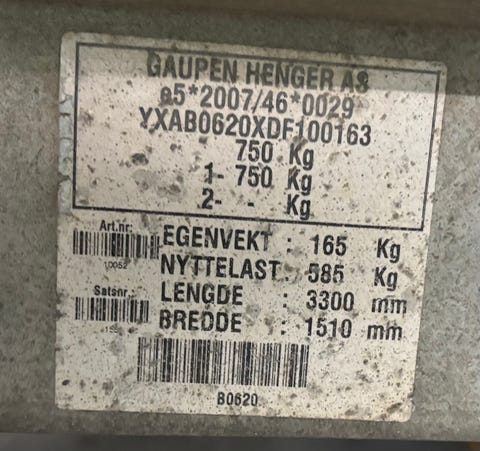 GAUPEN HENGER AS
e5*2007/46*0029
YXAB0620XDF100163
750 Kg
1- 750 Kg
2- - Kg
Art.nr:
10052
EGENVEKT : 165 Kg
NYTTELAST: 585 Kg
Satsnr.:
LENGDE : 3300 mm
BREDDE : 1510 mm
B0620